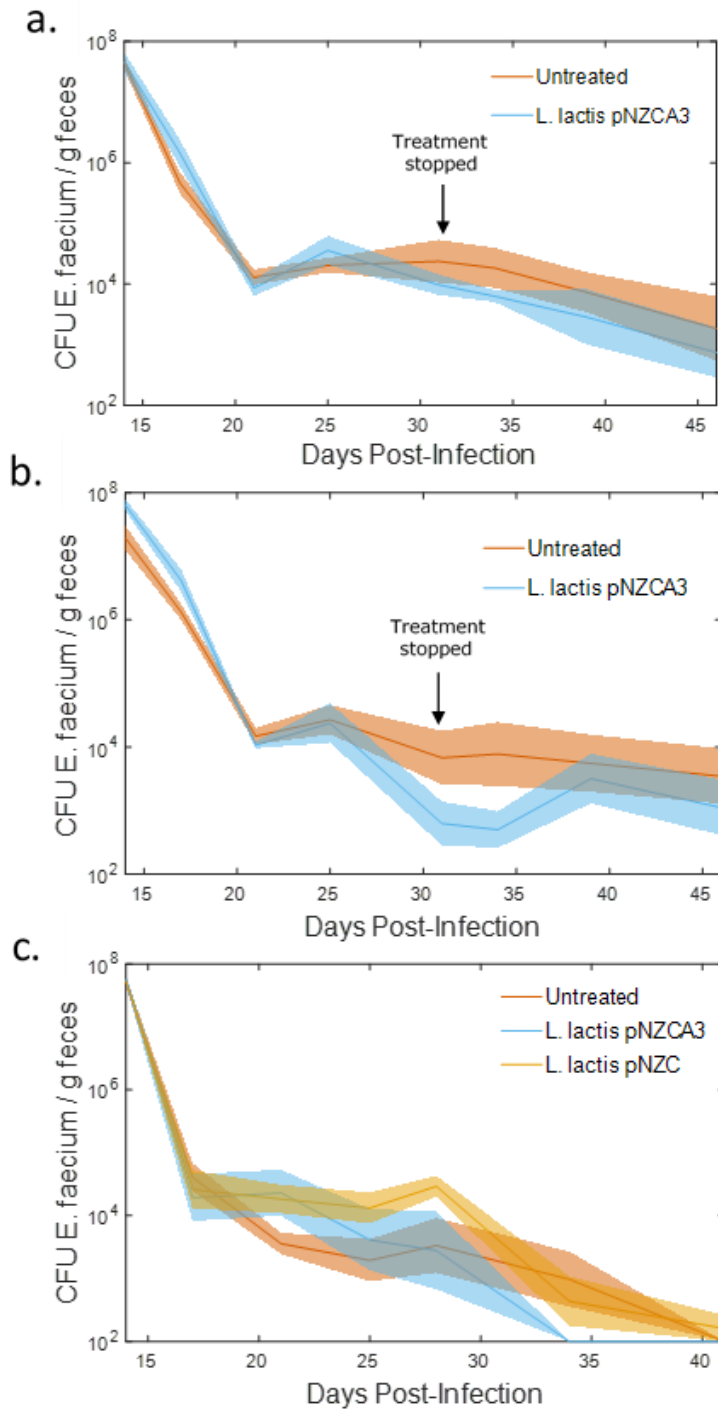 a.
10^8
10^6
10^4
10^2
CFU E. faecium / g feces
Untreated
L. lactis pNZCA3
Treatment
stopped
15 20 25 30 35 40 45
Days Post-Infection
b.
10^8
10^6
10^4
10^2
CFU E. faecium / g feces
Untreated
L. lactis pNZCA3
Treatment
stopped
15 20 25 30 35 40 45
Days Post-Infection
c.
10^8
10^6
10^4
10^2
CFU E. faecium / g feces
Untreated
L. lactis pNZCA3
L. lactis pNZC
15 20 25 30 35 40
Days Post-Infection